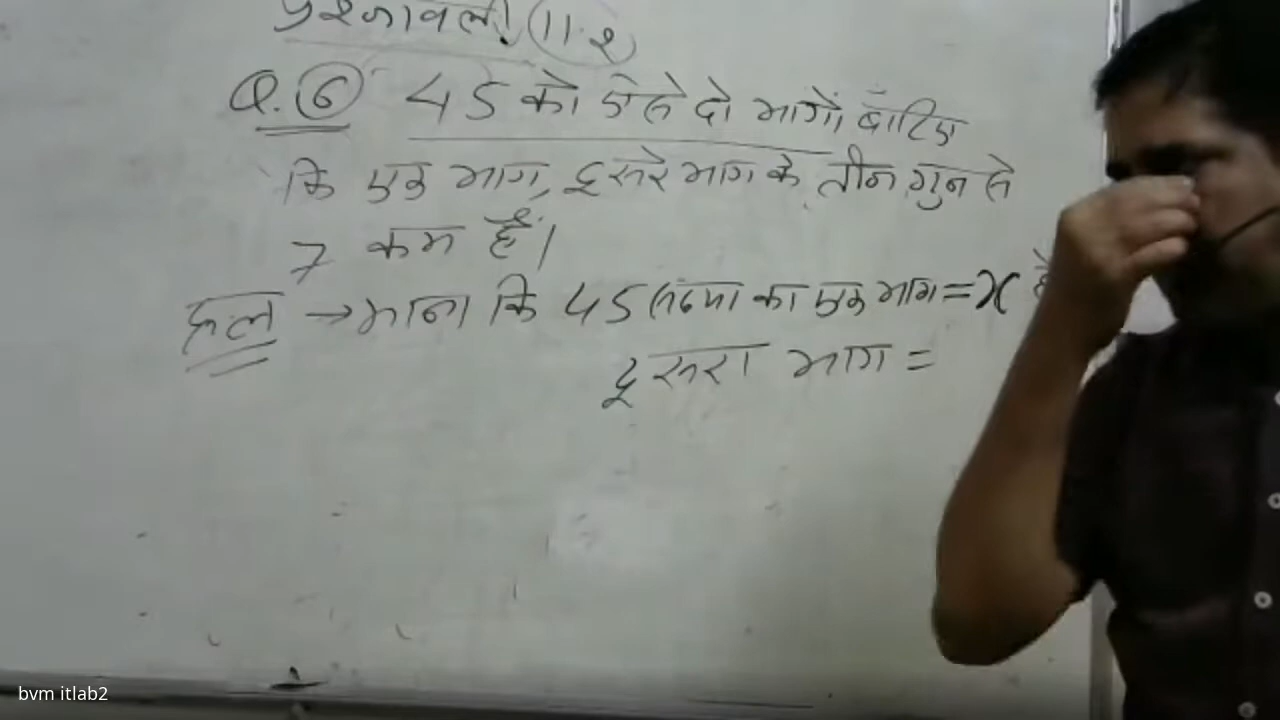 प्रश्नावली (11.2)
Q. 6 45 को ऐसे दो भागों बाँटिए
कि एक भाग, दुसरे भाग के तीन गुन से
7 कम है।
हल → माना कि 45 संख्या का एक भाग = x है
दूसरा भाग =
bvm itlab2